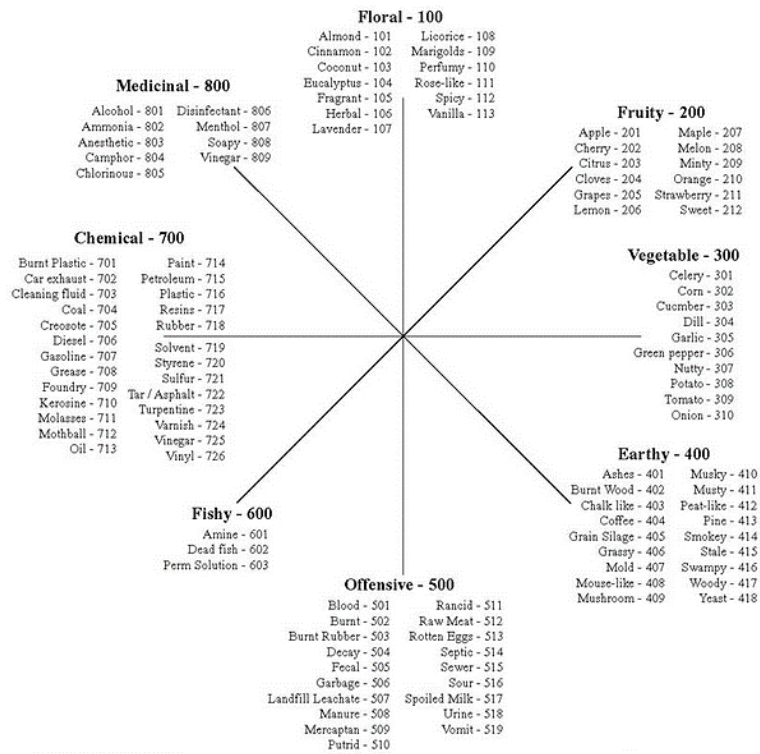 Floral - 100
Almond - 101
Cinnamon - 102
Coconut - 103
Eucalyptus - 104
Fragrant - 105
Herbal - 106
Lavender - 107
Licorice - 108
Marigolds - 109
Perfumy - 110
Rose-like - 111
Spicy - 112
Vanilla - 113
Fruity - 200
Apple - 201
Cherry - 202
Citrus - 203
Cloves - 204
Grapes - 205
Lemon - 206
Maple - 207
Melon - 208
Minty - 209
Orange - 210
Strawberry - 211
Sweet - 212
Vegetable - 300
Celery - 301
Corn - 302
Cucmber - 303
Dill - 304
Garlic - 305
Green pepper - 306
Nutty - 307
Potato - 308
Tomato - 309
Onion - 310
Earthy - 400
Ashes - 401
Burnt Wood - 402
Chalk like - 403
Coffee - 404
Grain Silage - 405
Grassy - 406
Mold - 407
Mouse-like - 408
Mushroom - 409
Musky - 410
Musty - 411
Peat-like - 412
Pine - 413
Smokey - 414
Stale - 415
Swampy - 416
Woody - 417
Yeast - 418
Offensive - 500
Blood - 501
Burnt - 502
Burnt Rubber - 503
Decay - 504
Fecal - 505
Garbage - 506
Landfill Leachate - 507
Manure - 508
Mercaptan - 509
Putrid - 510
Rancid - 511
Raw Meat - 512
Rotten Eggs - 513
Septic - 514
Sewer - 515
Sour - 516
Spoiled Milk - 517
Urine - 518
Vomit - 519
Fishy - 600
Amine - 601
Dead fish - 602
Perm Solution - 603
Chemical - 700
Burnt Plastic - 701
Car exhaust - 702
Cleaning fluid - 703
Coal - 704
Creosote - 705
Diesel - 706
Gasoline - 707
Grease - 708
Foundry - 709
Kerosine - 710
Molasses - 711
Mothball - 712
Oil - 713
Paint - 714
Petroleum - 715
Plastic - 716
Resins - 717
Rubber - 718
Solvent - 719
Styrene - 720
Sulfur - 721
Tar / Asphalt - 722
Turpentine - 723
Varnish - 724
Vinegar - 725
Vinyl - 726
Medicinal - 800
Alcohol - 801
Ammonia - 802
Anesthetic - 803
Camphor - 804
Chlorinous - 805
Disinfectant - 806
Menthol - 807
Soapy - 808
Vinegar - 809